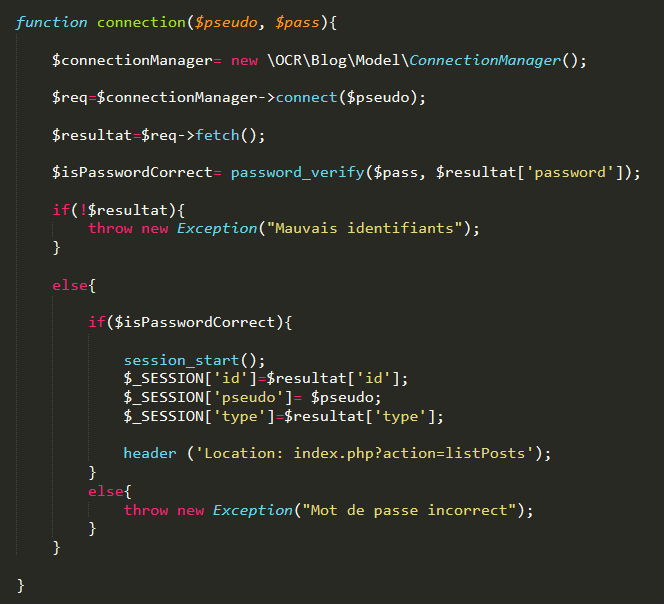 function connection($pseudo, $pass){
$connectionManager= new \OCR\Blog\Model\ConnectionManager();
$req=$connectionManager->connect($pseudo);
$resultat=$req->fetch();
$isPasswordCorrect= password_verify($pass, $resultat['password']);
if(!$resultat){
throw new Exception("Mauvais identifiants");
}
else{
if($isPasswordCorrect){
session_start();
$_SESSION['id']=$resultat['id'];
$_SESSION['pseudo']= $pseudo;
$_SESSION['type']=$resultat['type'];
header ('Location: index.php?action=listPosts');
}
else{
throw new Exception("Mot de passe incorrect");
}
}
}